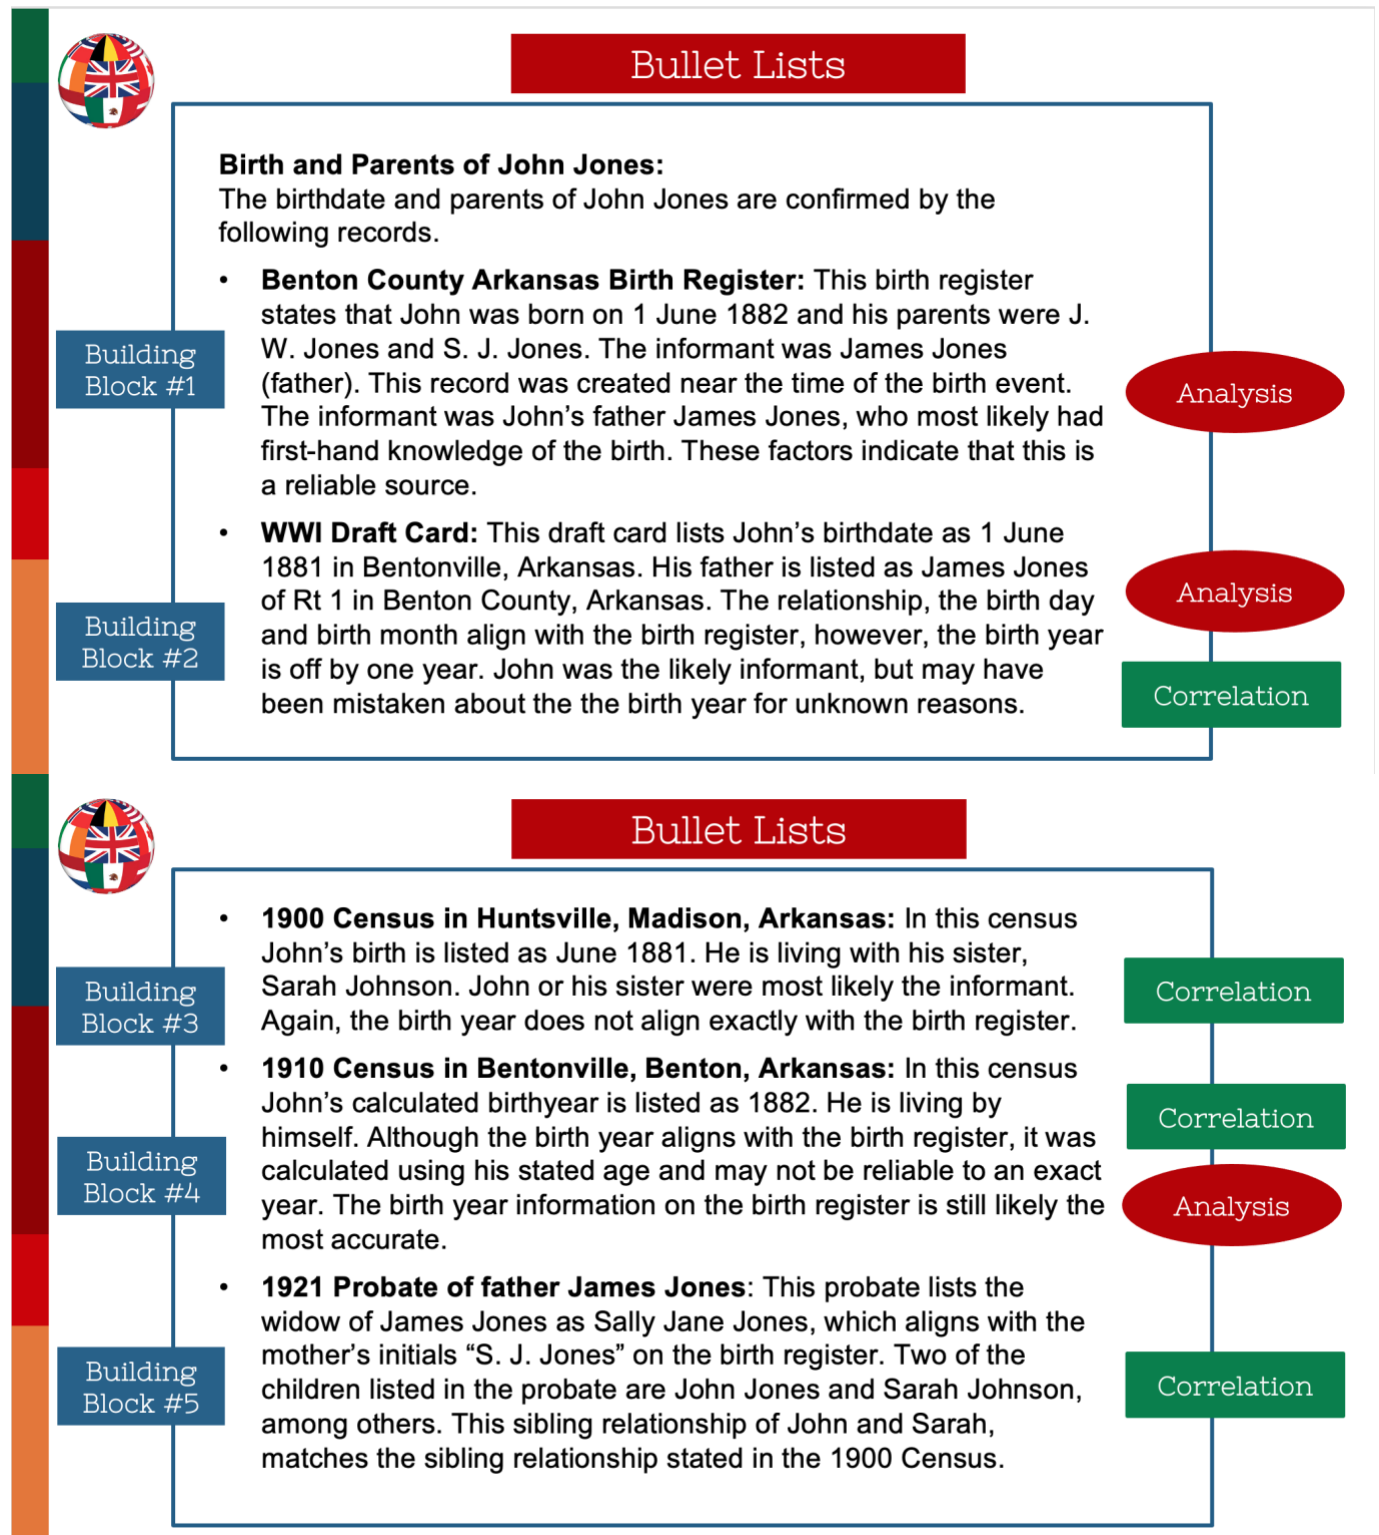 Bullet Lists
Birth and Parents of John Jones:
The birthdate and parents of John Jones are confirmed by the
following records.
• Benton County Arkansas Birth Register: This birth register
states that John was born on 1 June 1882 and his parents were J.
W. Jones and S. J. Jones. The informant was James Jones
(father). This record was created near the time of the birth event.
The informant was John’s father James Jones, who most likely had
first-hand knowledge of the birth. These factors indicate that this is
a reliable source.
Building
Block #1
Analysis
• WWI Draft Card: This draft card lists John’s birthdate as 1 June
1881 in Bentonville, Arkansas. His father is listed as James Jones
of Rt 1 in Benton County, Arkansas. The relationship, the birth day
and birth month align with the birth register, however, the birth year
is off by one year. John was the likely informant, but may have
been mistaken about the the birth year for unknown reasons.
Building
Block #2
Analysis
Correlation
Bullet Lists
• 1900 Census in Huntsville, Madison, Arkansas: In this census
John’s birth is listed as June 1881. He is living with his sister,
Sarah Johnson. John or his sister were most likely the informant.
Again, the birth year does not align exactly with the birth register.
Building
Block #3
Correlation
• 1910 Census in Bentonville, Benton, Arkansas: In this census
John’s calculated birthyear is listed as 1882. He is living by
himself. Although the birth year aligns with the birth register, it was
calculated using his stated age and may not be reliable to an exact
year. The birth year information on the birth register is still likely the
most accurate.
Building
Block #4
Correlation
Analysis
• 1921 Probate of father James Jones: This probate lists the
widow of James Jones as Sally Jane Jones, which aligns with the
mother’s initials “S. J. Jones” on the birth register. Two of the
children listed in the probate are John Jones and Sarah Johnson,
among others. This sibling relationship of John and Sarah,
matches the sibling relationship stated in the 1900 Census.
Building
Block #5
Correlation